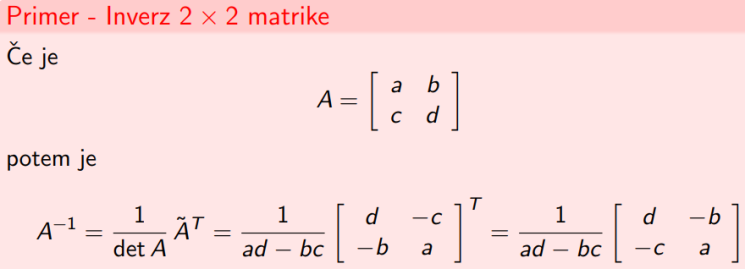 Primer - Inverz 2 × 2 matrike
Če je
A = [ a b
c d ]
potem je
A⁻¹ = 1/det A Ã^T = 1/(ad − bc) [ d −c
−b a ]^T = 1/(ad − bc) [ d −b
−c a ]